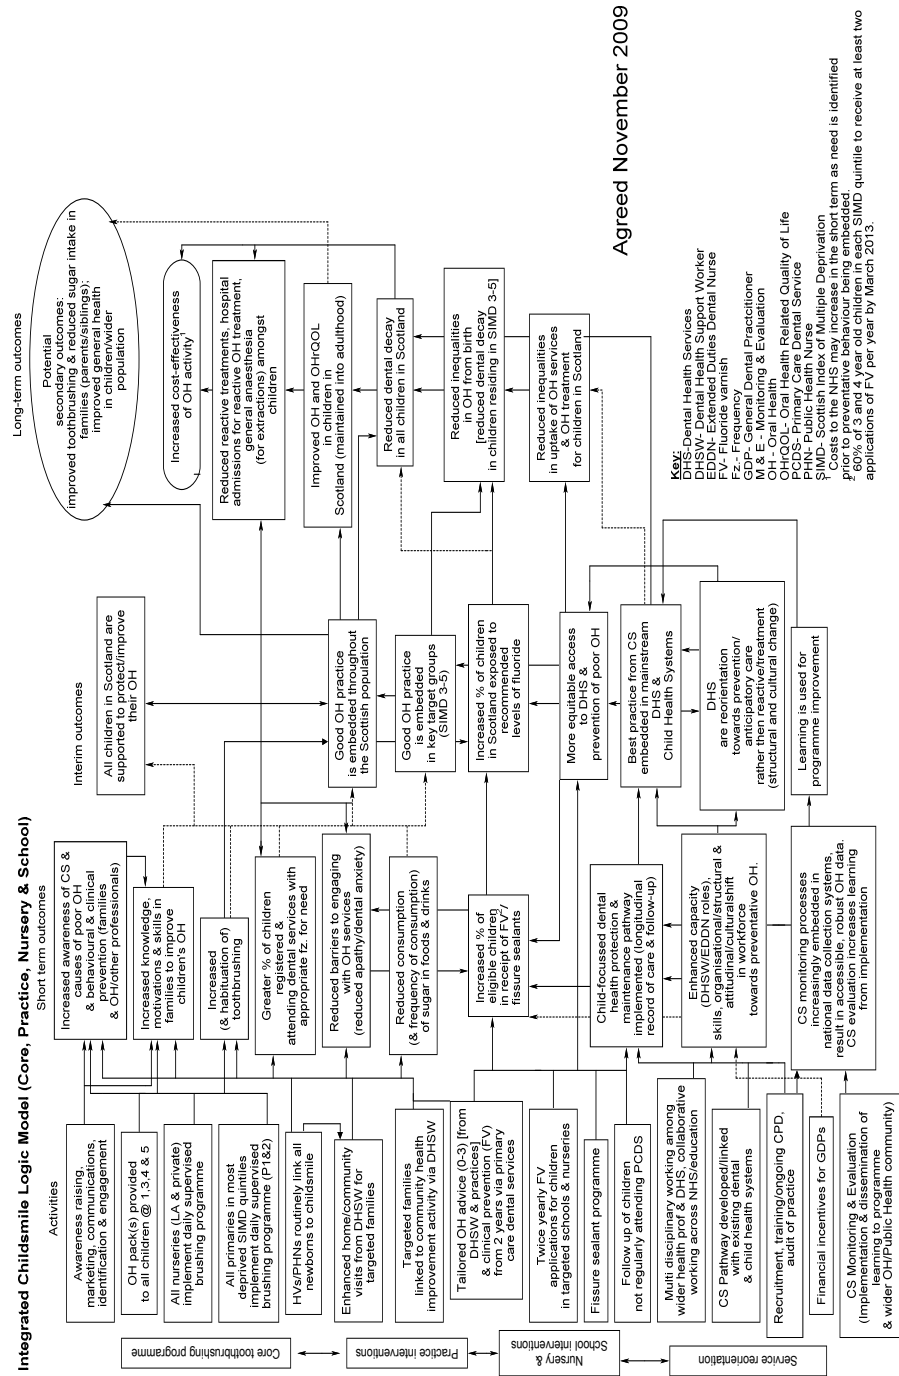 Integrated Childsmile Logic Model (Core, Practice, Nursery & School)
Activities
Short term outcomes
Interim outcomes
Long-term outcomes
Core toothbrushing programme
Practice interventions
Nursery &
School interventions
Service reorientation
Awareness raising,
marketing, communications,
identification & engagement
OH pack(s) provided
to all children @ 1,3,4 & 5
All nurseries (LA & private)
implement daily supervised
brushing programme
All primaries in most
deprived SIMD quintiles
implement daily supervised
brushing programme (P1&2)
HVs/PHNs routinely link all
newborns to childsmile
Enhanced home/community
visits from DHSW for
targeted families
Targeted families
linked to community health
improvement activity via DHSW
Tailored OH advice (0-3) [from
DHSW & practices]
& clinical prevention (FV)
from 2 years via primary
care dental services
Twice yearly FV
applications for children
in targeted schools & nurseries
Fissure sealant programme
Follow up of children
not regularly attending PCDS
Multi disciplinary working among
wider health prof & DHS, collaborative
working across NHS/education
CS Pathway developed/linked
with existing dental
& child health systems
Recruitment, training/ongoing CPD,
audit of practice
Financial incentives for GDPs
CS Monitoring & Evaluation
(Implementation & dissemination of
learning to programme
& wider OH/Public Health community)
Increased awareness of CS &
causes of poor OH
& behavioural & clinical
prevention (families
& OH/other professionals)
Increased knowledge,
motivations & skills in
families to improve
children's OH
Increased
(& habituation of)
toothbrushing
Greater % of children
registered &
attending dental services with
appropriate fz. for need
Reduced barriers to engaging
with OH services
(reduced apathy/dental anxiety)
Reduced consumption
(& frequency of consumption)
of sugar in foods & drinks
Increased % of
eligible children
in receipt of FV²/
fissure sealants
Child-focussed dental
health protection &
maintenance pathway
implemented (longitudinal
record of care & follow-up)
Enhanced capacity
(DHSW/EDDN roles),
skills, organisational/structural &
attitudinal/culturalshift
in workforce
towards preventative OH.
CS monitoring processes
increasingly embedded in
national data collection systems,
result in accessible, robust OH data.
CS evaluation increases learning
from implementation
All children in Scotland are
supported to protect/improve
their OH
Good OH practice
is embedded throughout
the Scottish population
Good OH practice
is embedded
in key target groups
(SIMD 3-5)
Increased % of children
in Scotland exposed to
recommended
levels of fluoride
More equitable access
to DHS &
prevention of poor OH
Best practice from CS
embedded in mainstream
DHS &
Child Health Systems
DHS
are reorientation
towards prevention/
anticipatory care
rather then reactive/treatment
(structural and cultural change)
Learning is used for
programme improvement
Potential
secondary outcomes:
improved toothbrushing & reduced sugar intake in
families (parents/siblings);
improved general health
in children/wider
population
Increased cost-effectiveness
of OH activity¹
Reduced reactive treatments, hospital
admissions for reactive OH treatment,
general anaesthesia
(for extractions) amongst
children
Improved OH and OHrQOL
in children in
Scotland (maintained into adulthood)
Reduced dental decay
in all children in Scotland
Reduced inequalities
in OH from birth
[reduced dental decay
in children residing in SIMD 3-5]
Reduced inequalities
in uptake of OH services
& OH treatment
for children in Scotland
Agreed November 2009
Key:
DHS-Dental Health Services
DHSW- Dental Health Support Worker
EDDN- Extended Duties Dental Nurse
FV- Fluoride varnish
Fz.- Frequency
GDP- General Dental Practcitioner
M & E - Monitoring & Evaluation
OH - Oral Health
OHrQOL- Oral Health Related Quality of Life
PCDS- Primary Care Dental Service
PHN- Public Health Nurse
SIMD- Scottish Index of Multiple Deprivation
1 Costs to the NHS may increase in the short term as need is identified
prior to preventative behaviour being embedded.
2 60% of 3 and 4 year old children in each SIMD quintile to receive at least two
applications of FV per year by March 2013.